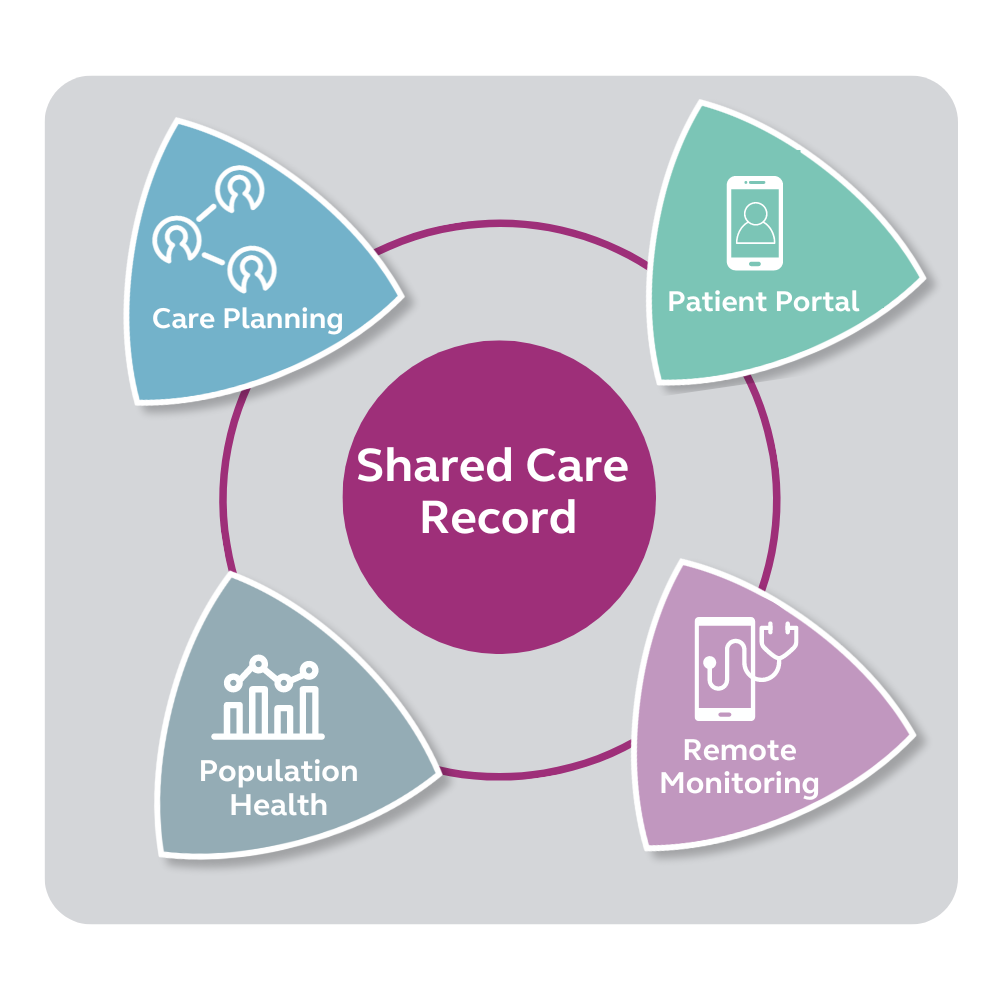 Care Planning
Patient Portal
Shared Care
Record
Population
Health
Remote
Monitoring